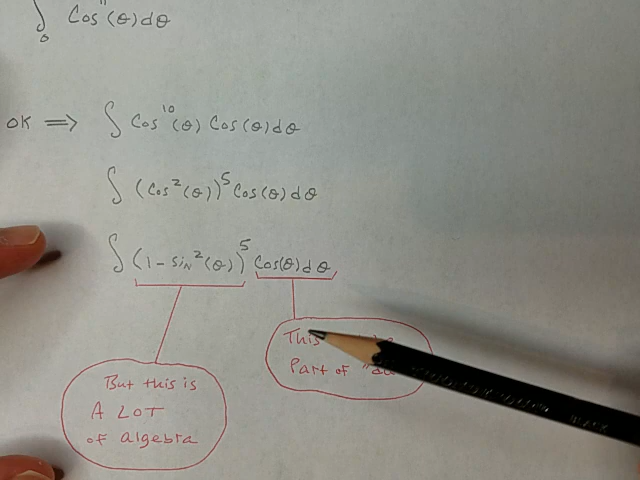 ∫₀ Cos¹¹(θ)dθ
OK ⟹ ∫ Cos¹⁰(θ) Cos(θ)dθ
∫ (Cos²(θ))⁵ Cos(θ)dθ
∫ (1-SiN²(θ))⁵ Cos(θ)dθ
This
Part of
But this is
A LOT
of algebra